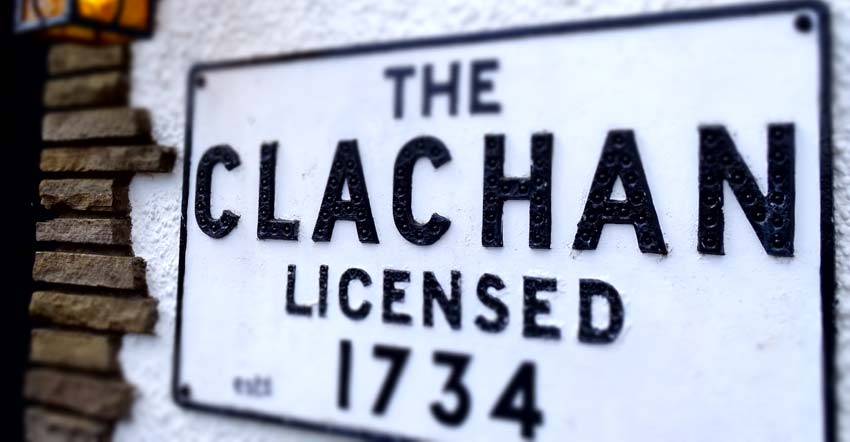 THE
CLACHAN
LICENSED
1734